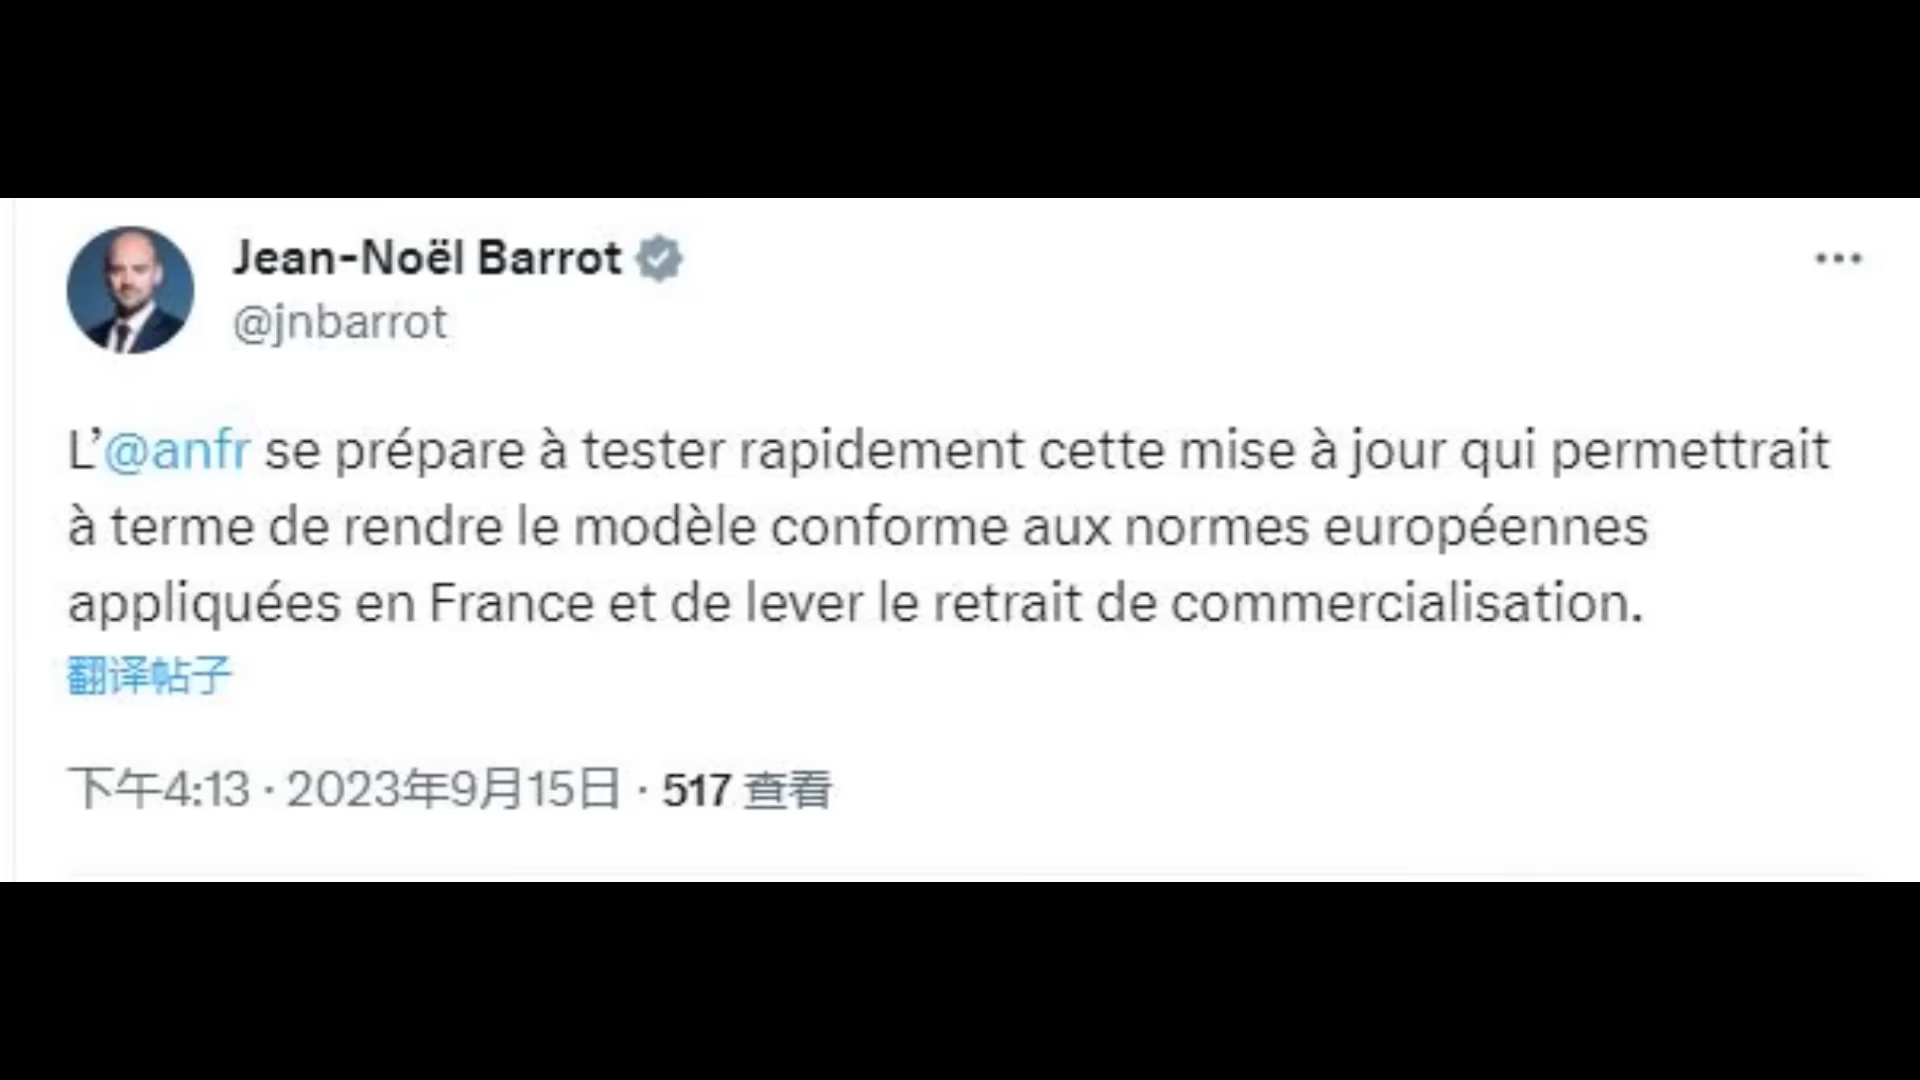 Jean-Noël Barrot
@jnbarrot
L’@anfr se prépare à tester rapidement cette mise à jour qui permettrait
à terme de rendre le modèle conforme aux normes européennes
appliquées en France et de lever le retrait de commercialisation.
翻译帖子
下午4:13 · 2023年9月15日 · 517 查看